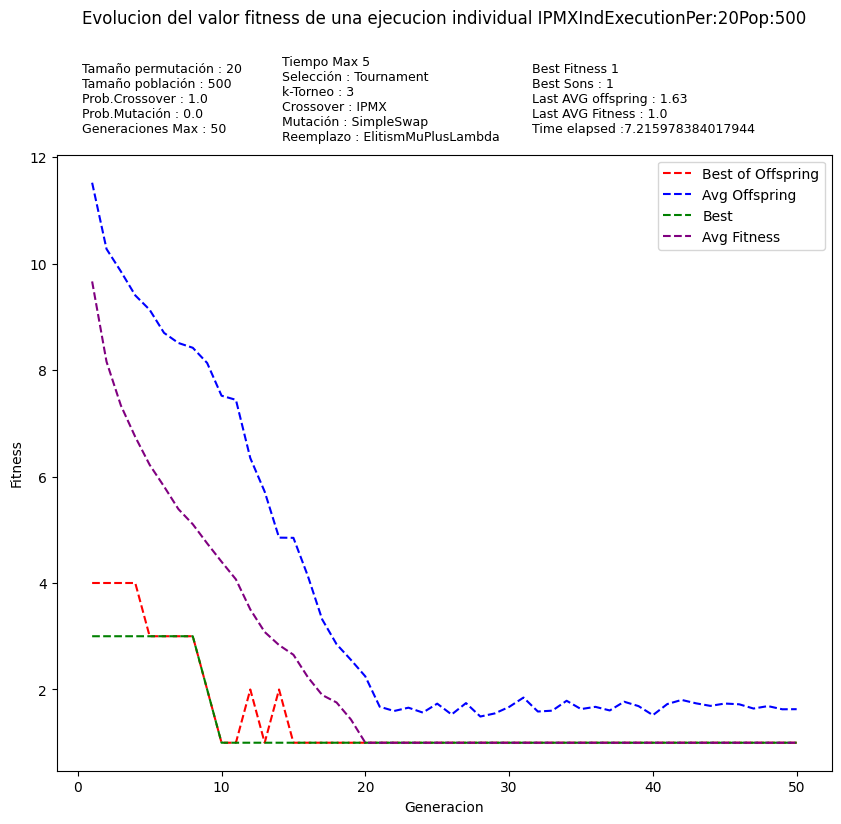 Evolucion del valor fitness de una ejecucion individual IPMXIndExecutionPer:20Pop:500
Tamaño permutación : 20
Tamaño población : 500
Prob.Crossover : 1.0
Prob.Mutación : 0.0
Generaciones Max : 50
Tiempo Max 5
Selección : Tournament
k-Torneo : 3
Crossover : IPMX
Mutación : SimpleSwap
Reemplazo : ElitismMuPlusLambda
Best Fitness 1
Best Sons : 1
Last AVG offspring : 1.63
Last AVG Fitness : 1.0
Time elapsed :7.215978384017944
Best of Offspring
Avg Offspring
Best
Avg Fitness
12
10
8
6
4
2
Fitness
0
10
20
30
40
50
Generacion